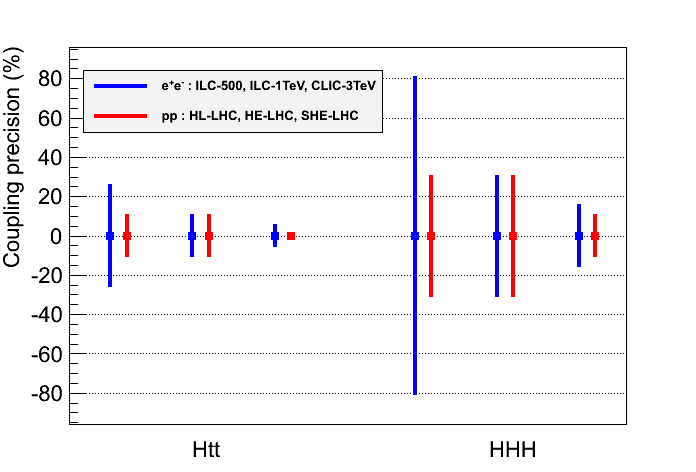 Coupling precision (%)
80
60
40
20
0
-20
-40
-60
-80
e⁺e⁻ : ILC-500, ILC-1TeV, CLIC-3TeV
pp : HL-LHC, HE-LHC, SHE-LHC
Htt
HHH